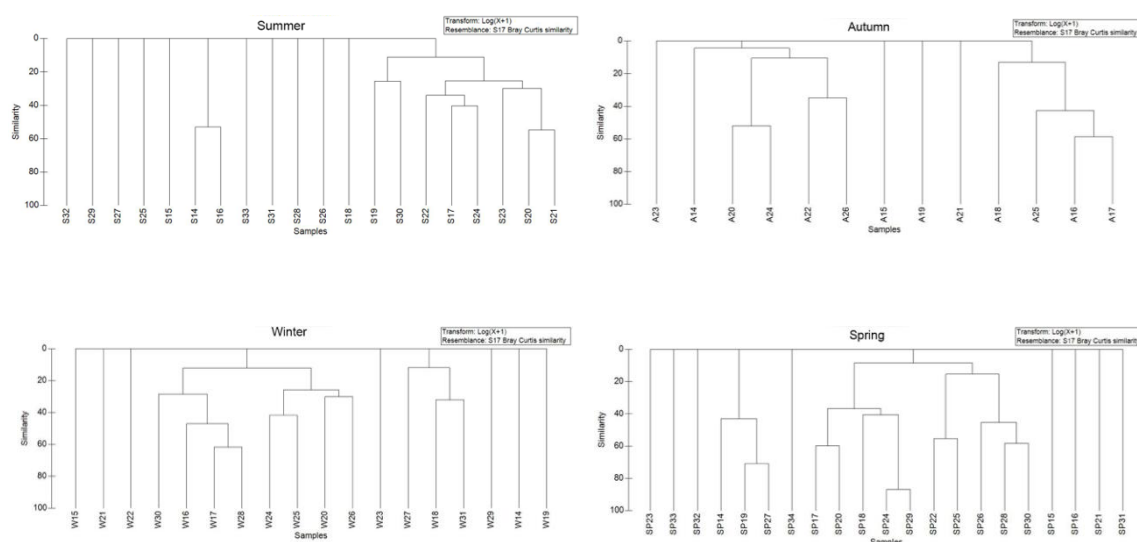 Summer
Transform: Log(X+1)
Resemblance: S17 Bray Curtis similarity
0
20
40
60
80
100
Similarity
S32 S29 S27 S25 S15 S14 S16 S33 S31 S28 S26 S18 S19 S30 S22 S17 S24 S23 S20 S21
Samples
Autumn
Transform: Log(X+1)
Resemblance: S17 Bray Curtis similarity
0
20
40
60
80
100
Similarity
A23 A14 A20 A24 A22 A26 A15 A19 A21 A18 A25 A16 A17
Samples
Winter
Transform: Log(X+1)
Resemblance: S17 Bray Curtis similarity
0
20
40
60
80
100
Similarity
W15 W21 W22 W30 W16 W17 W28 W24 W25 W20 W26 W23 W27 W18 W31 W29 W14 W19
Samples
Spring
Transform: Log(X+1)
Resemblance: S17 Bray Curtis similarity
0
20
40
60
80
100
Similarity
SP23 SP33 SP32 SP14 SP19 SP27 SP34 SP17 SP20 SP18 SP24 SP29 SP22 SP25 SP26 SP28 SP30 SP15 SP16 SP21 SP31
Samples